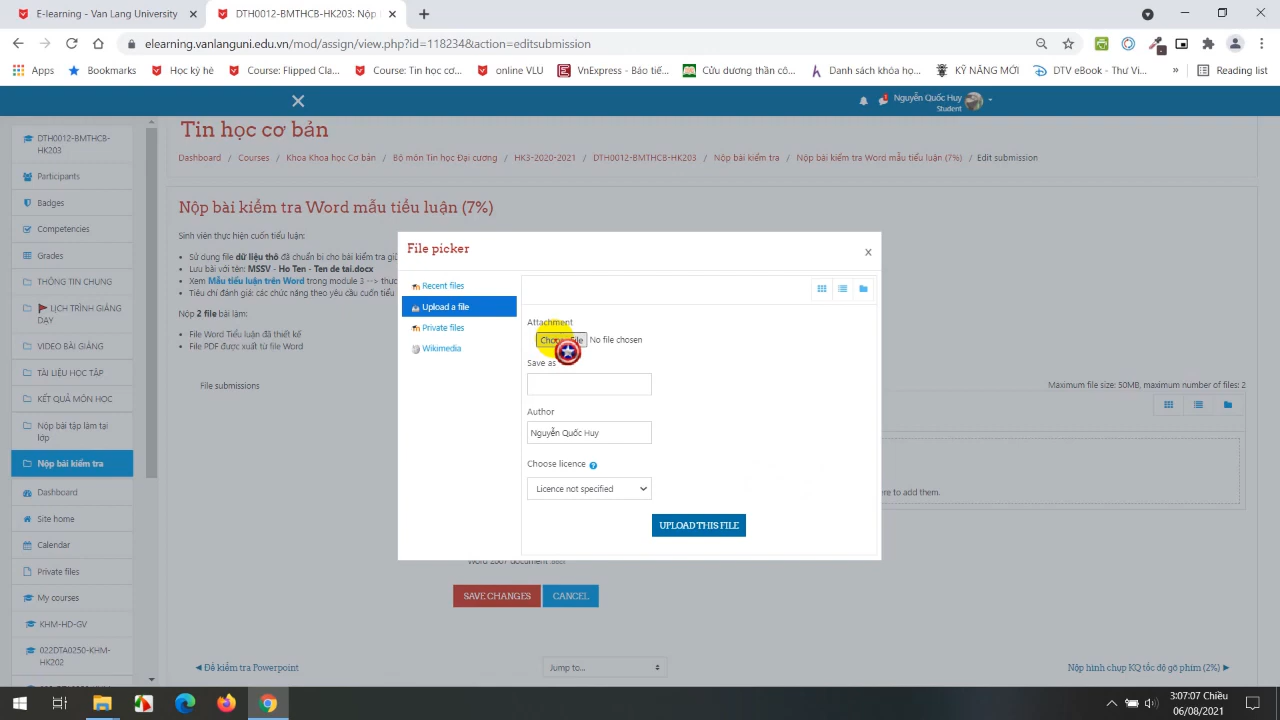 E-learning - Van Lang University
DTH0012-BMTHCB-HK203: Nộp b
elearning.vanlanguni.edu.vn/mod/assign/view.php?id=118234&action=editsubmission
Apps
Bookmarks
Học kỳ hè
Course: Flipped Cla...
Course: Tin học cơ...
online VLU
VnExpress - Báo tiế...
Cửu dương thần cô...
Danh sách khóa họ...
KỸ NĂNG MỚI
DTV eBook - Thư Vi...
»
Reading list
Nguyễn Quốc Huy
Student
Tin học cơ bản
Dashboard / Courses / Khoa Khoa học Cơ bản / Bộ môn Tin học Đại cương / HK3-2020-2021 / DTH0012-BMTHCB-HK203 / Nộp bài kiểm tra / Nộp bài kiểm tra Word mẫu tiểu luận (7%) / Edit submission
DTH0012-BMTHCB-
HK203
Participants
Badges
Competencies
Grades
THÔNG TIN CHUNG
LỊCH TRÌNH GIẢNG
DẠY
VIDEO BÀI GIẢNG
TÀI LIỆU HỌC TẬP
KẾT QUẢ MÔN HỌC
Nộp bài tập làm tại
lớp
Nộp bài kiểm tra
Dashboard
Site home
Calendar
Private files
My courses
KHM-HD-GV
022DTA0250-KHM-
HK202
Nộp bài kiểm tra Word mẫu tiểu luận (7%)
Sinh viên thực hiện cuốn tiểu luận:
Sử dụng file dữ liệu thô đã chuẩn bị cho bài kiểm tra giữ
Lưu bài với tên: MSSV - Ho Ten - Ten de tai.docx
Xem Mẫu tiểu luận trên Word trong module 3 --> thư
Tiêu chí đánh giá: các chức năng theo yêu cầu cuốn tiểu
Nôp 2 file bài làm:
File Word Tiểu luận đã thiết kế
File PDF được xuất từ file Word
File submissions
Maximum file size: 50MB, maximum number of files: 2
here to add them.
File picker
x
Recent files
Upload a file
Private files
Wikimedia
Attachment
Choose File No file chosen
Save as
Author
Nguyễn Quốc Huy
Choose licence
Licence not specified
UPLOAD THIS FILE
Word 2007 document .docx
SAVE CHANGES
CANCEL
◄ Đề kiểm tra Powerpoint
Jump to...
Nộp hình chụp KQ tốc độ gõ phím (2%) ►
3:07:07 Chiều
06/08/2021